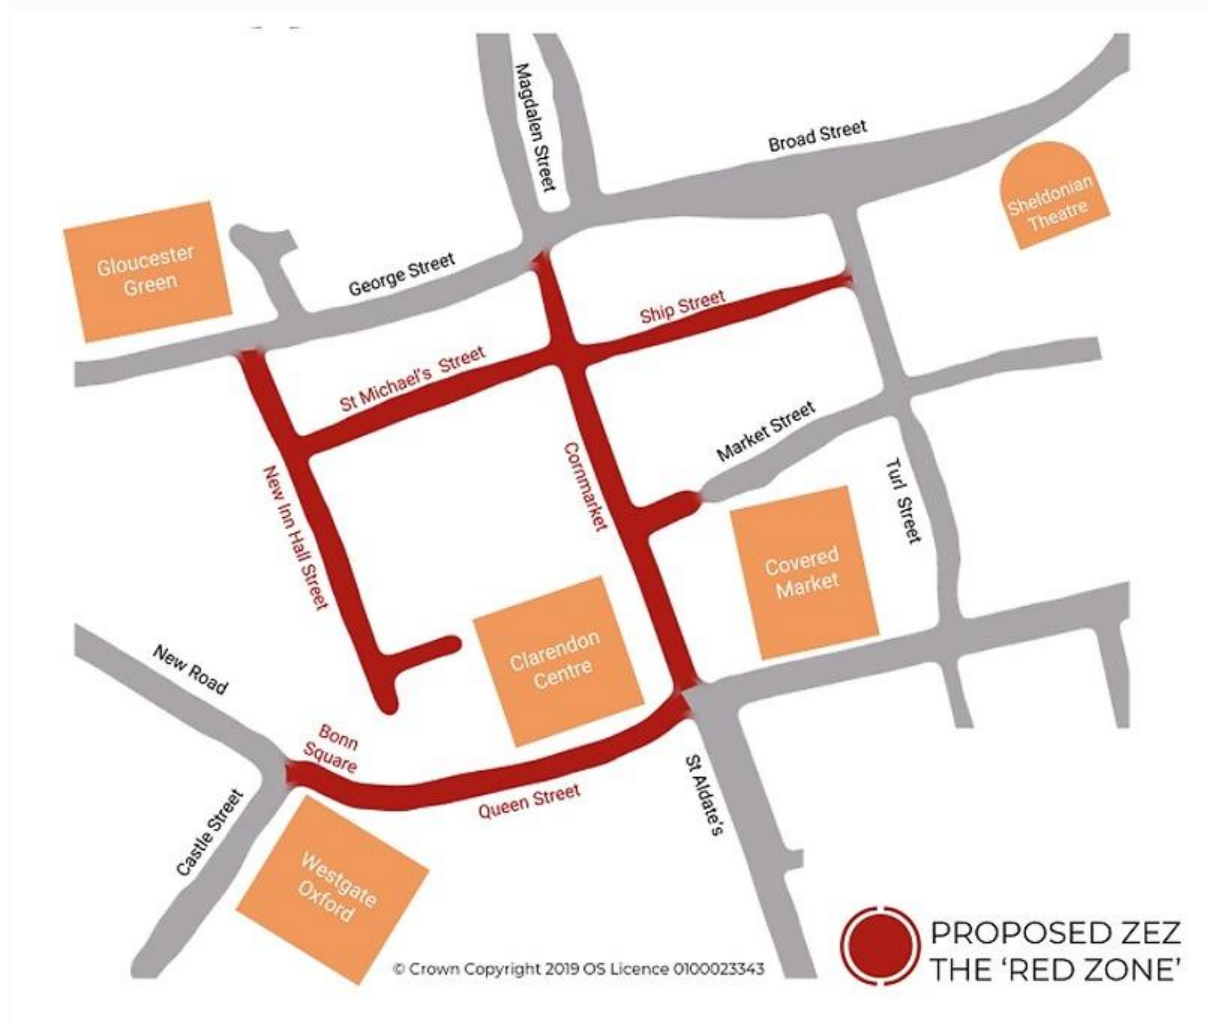 Magdalen Street
Broad Street
Sheldonian
Theatre
Gloucester
Green
George Street
Ship Street
St Michael's Street
Market Street
New Inn Hall Street
Cornmarket
Turl Street
Covered
Market
Clarendon
Centre
New Road
Bonn
Square
Queen Street
St Aldate's
Castle Street
Westgate
Oxford
PROPOSED ZEZ
THE 'RED ZONE'
© Crown Copyright 2019 OS Licence 0100023343